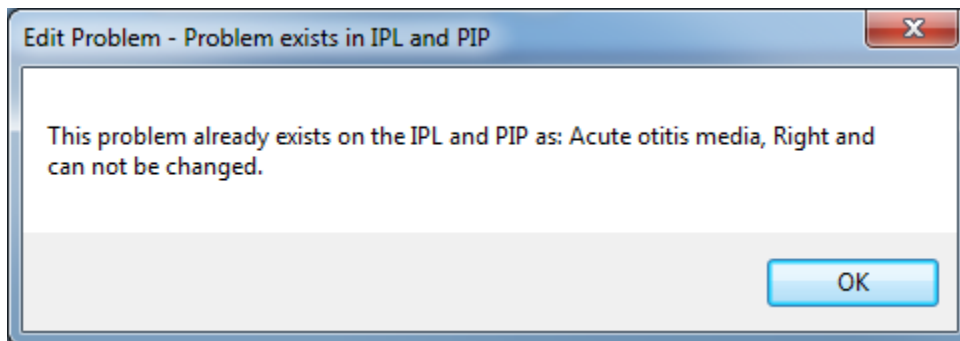 Edit Problem - Problem exists in IPL and PIP
This problem already exists on the IPL and PIP as: Acute otitis media, Right and
can not be changed.
OK